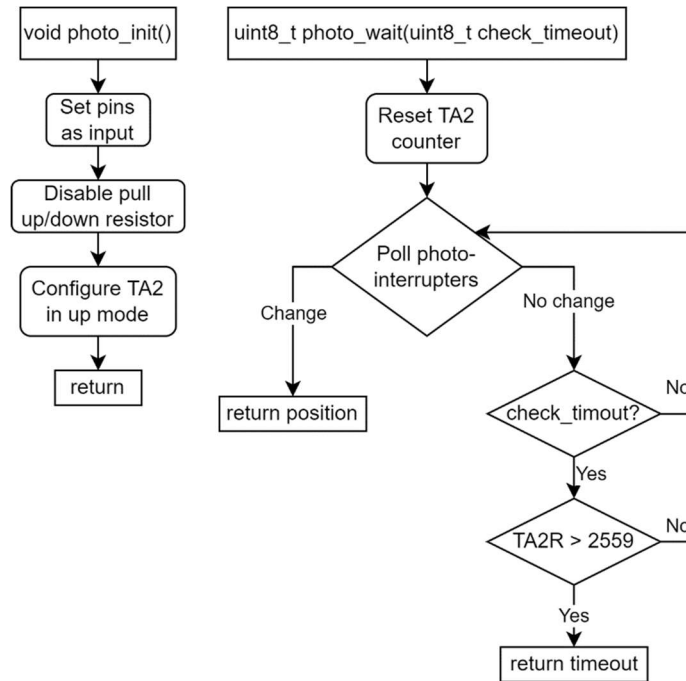 void photo_init()
Set pins
as input
Disable pull
up/down resistor
Configure TA2
in up mode
return
uint8_t photo_wait(uint8_t check_timeout)
Reset TA2
counter
Poll photo-
interrupters
Change
No change
return position
check_timout?
No
Yes
TA2R > 2559
No
Yes
return timeout